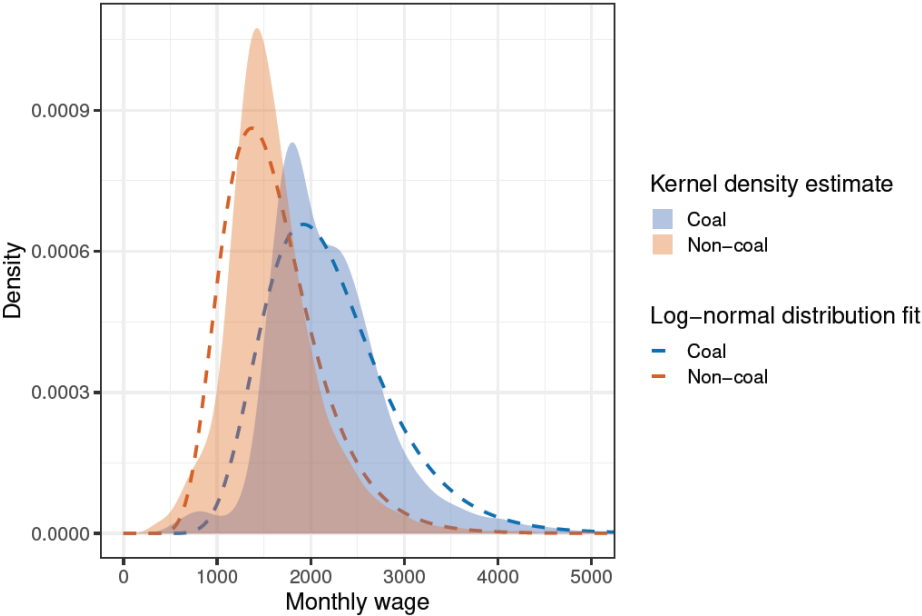 0.0009
0.0006
0.0003
0.0000
Density
0 1000 2000 3000 4000 5000
Monthly wage
Kernel density estimate
Coal
Non−coal
Log−normal distribution fit
Coal
Non−coal